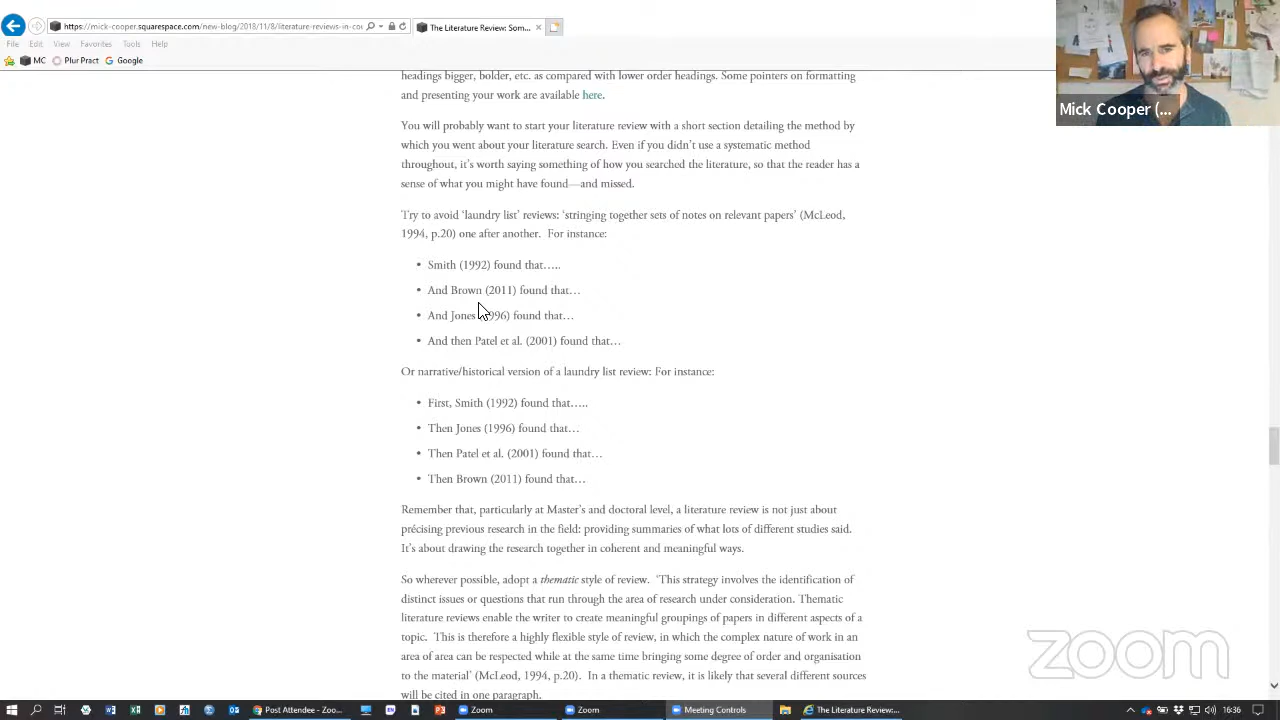 https://mick-cooper.squarespace.com/new-blog/2018/11/8/literature-reviews-in-cou
The Literature Review: Som...
File Edit View Favorites Tools Help
MC Plur Pract Google
Mick Cooper (...
headings bigger, bolder, etc. as compared with lower order headings. Some pointers on formatting
and presenting your work are available here.
You will probably want to start your literature review with a short section detailing the method by
which you went about your literature search. Even if you didn’t use a systematic method
throughout, it’s worth saying something of how you searched the literature, so that the reader has a
sense of what you might have found—and missed.
Try to avoid ‘laundry list’ reviews: ‘stringing together sets of notes on relevant papers’ (McLeod,
1994, p.20) one after another. For instance:
• Smith (1992) found that…..
• And Brown (2011) found that…
• And Jones (1996) found that…
• And then Patel et al. (2001) found that…
Or narrative/historical version of a laundry list review: For instance:
• First, Smith (1992) found that…..
• Then Jones (1996) found that…
• Then Patel et al. (2001) found that…
• Then Brown (2011) found that…
Remember that, particularly at Master’s and doctoral level, a literature review is not just about
précising previous research in the field: providing summaries of what lots of different studies said.
It’s about drawing the research together in coherent and meaningful ways.
So wherever possible, adopt a thematic style of review. ‘This strategy involves the identification of
distinct issues or questions that run through the area of research under consideration. Thematic
literature reviews enable the writer to create meaningful groupings of papers in different aspects of a
topic. This is therefore a highly flexible style of review, in which the complex nature of work in an
area of area can be respected while at the same time bringing some degree of order and organisation
to the material’ (McLeod, 1994, p.20). In a thematic review, it is likely that several different sources
will be cited in one paragraph.
zoom
Post Attendee - Zoo... Zoom Zoom Meeting Controls The Literature Review:... 16:36